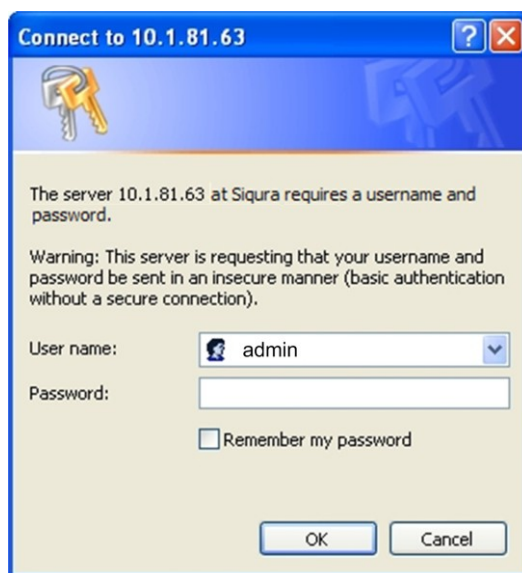 Connect to 10.1.81.63
?
The server 10.1.81.63 at Siqura requires a username and
password.
Warning: This server is requesting that your username and
password be sent in an insecure manner (basic authentication
without a secure connection).
User name:
admin
Password:
Remember my password
OK
Cancel